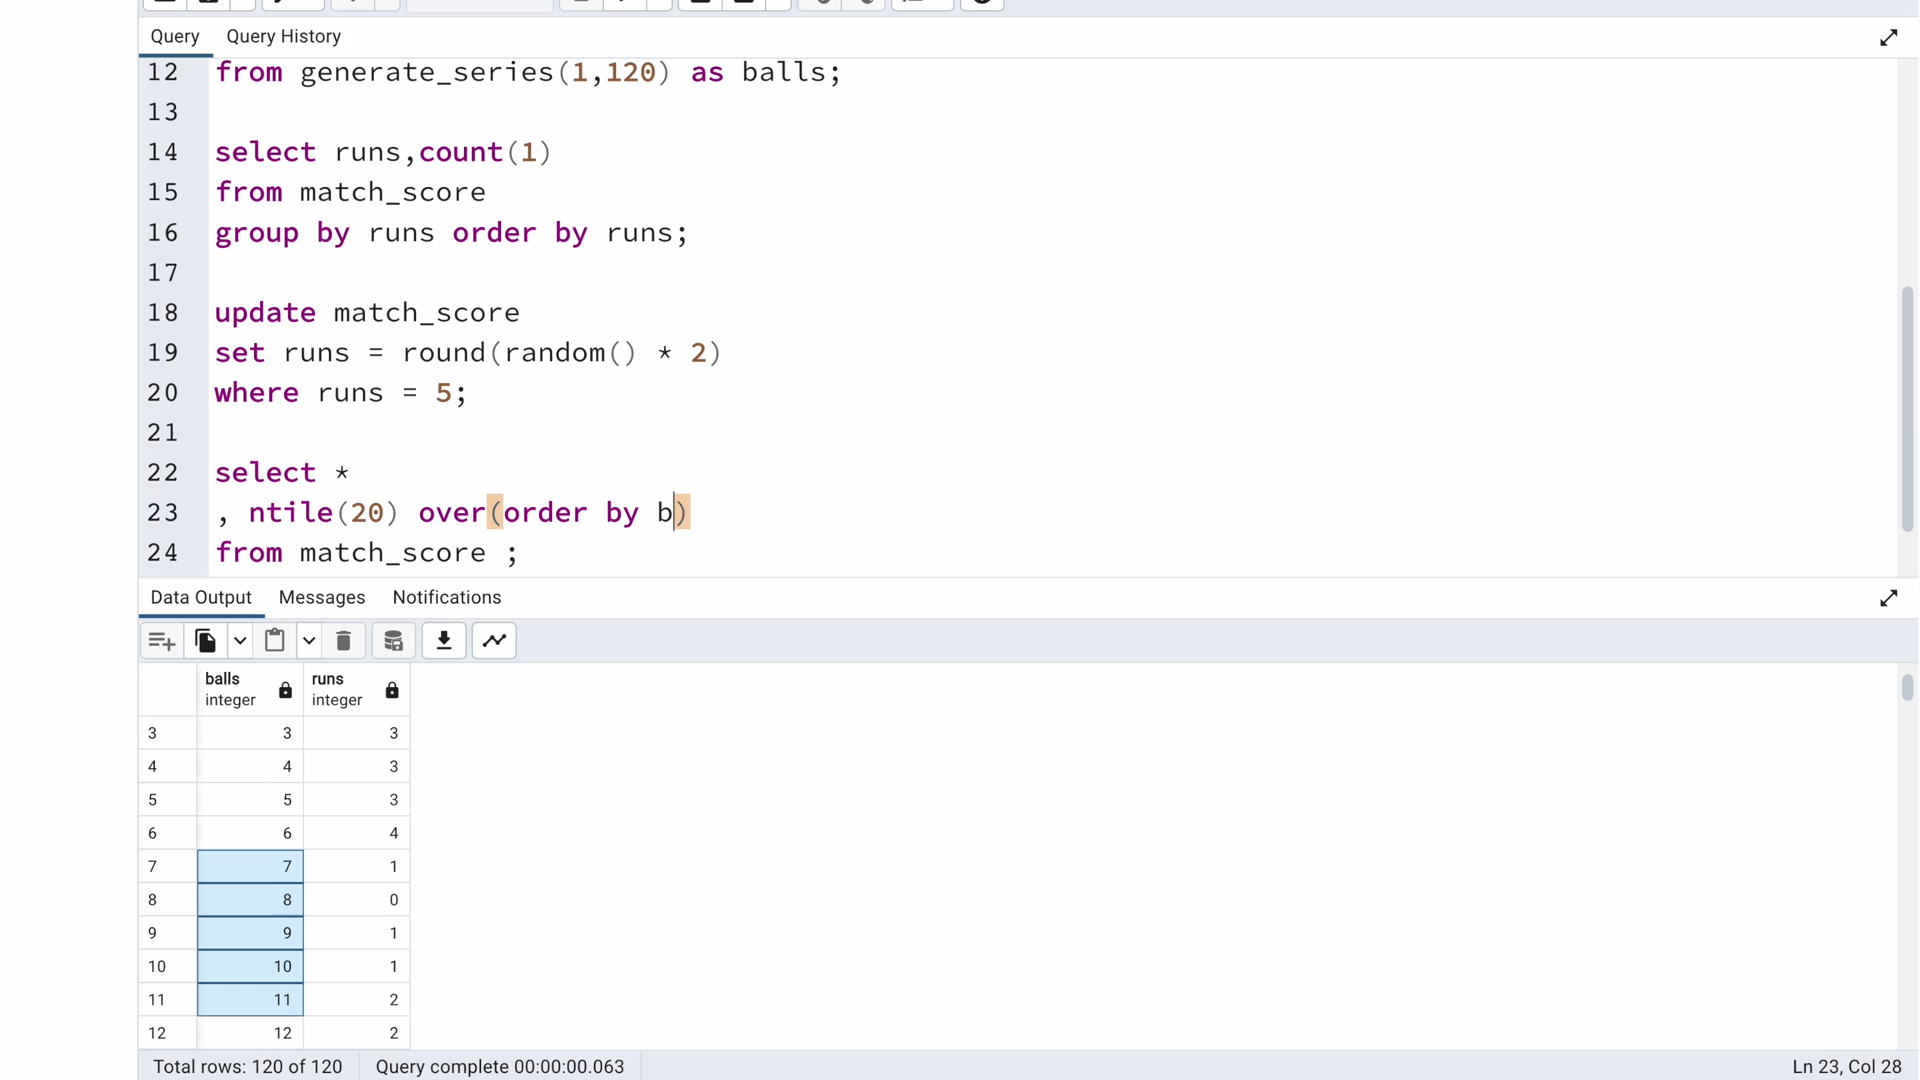 Query Query History
12 from generate_series(1,120) as balls;
13
14 select runs,count(1)
15 from match_score
16 group by runs order by runs;
17
18 update match_score
19 set runs = round(random() * 2)
20 where runs = 5;
21
22 select *
23 , ntile(20) over(order by b)
24 from match_score ;
Data Output Messages Notifications
balls runs
integer integer
3 3 3
4 4 3
5 5 3
6 6 4
7 7 1
8 8 0
9 9 1
10 10 1
11 11 2
12 12 2
Total rows: 120 of 120 Query complete 00:00:00.063 Ln 23, Col 28